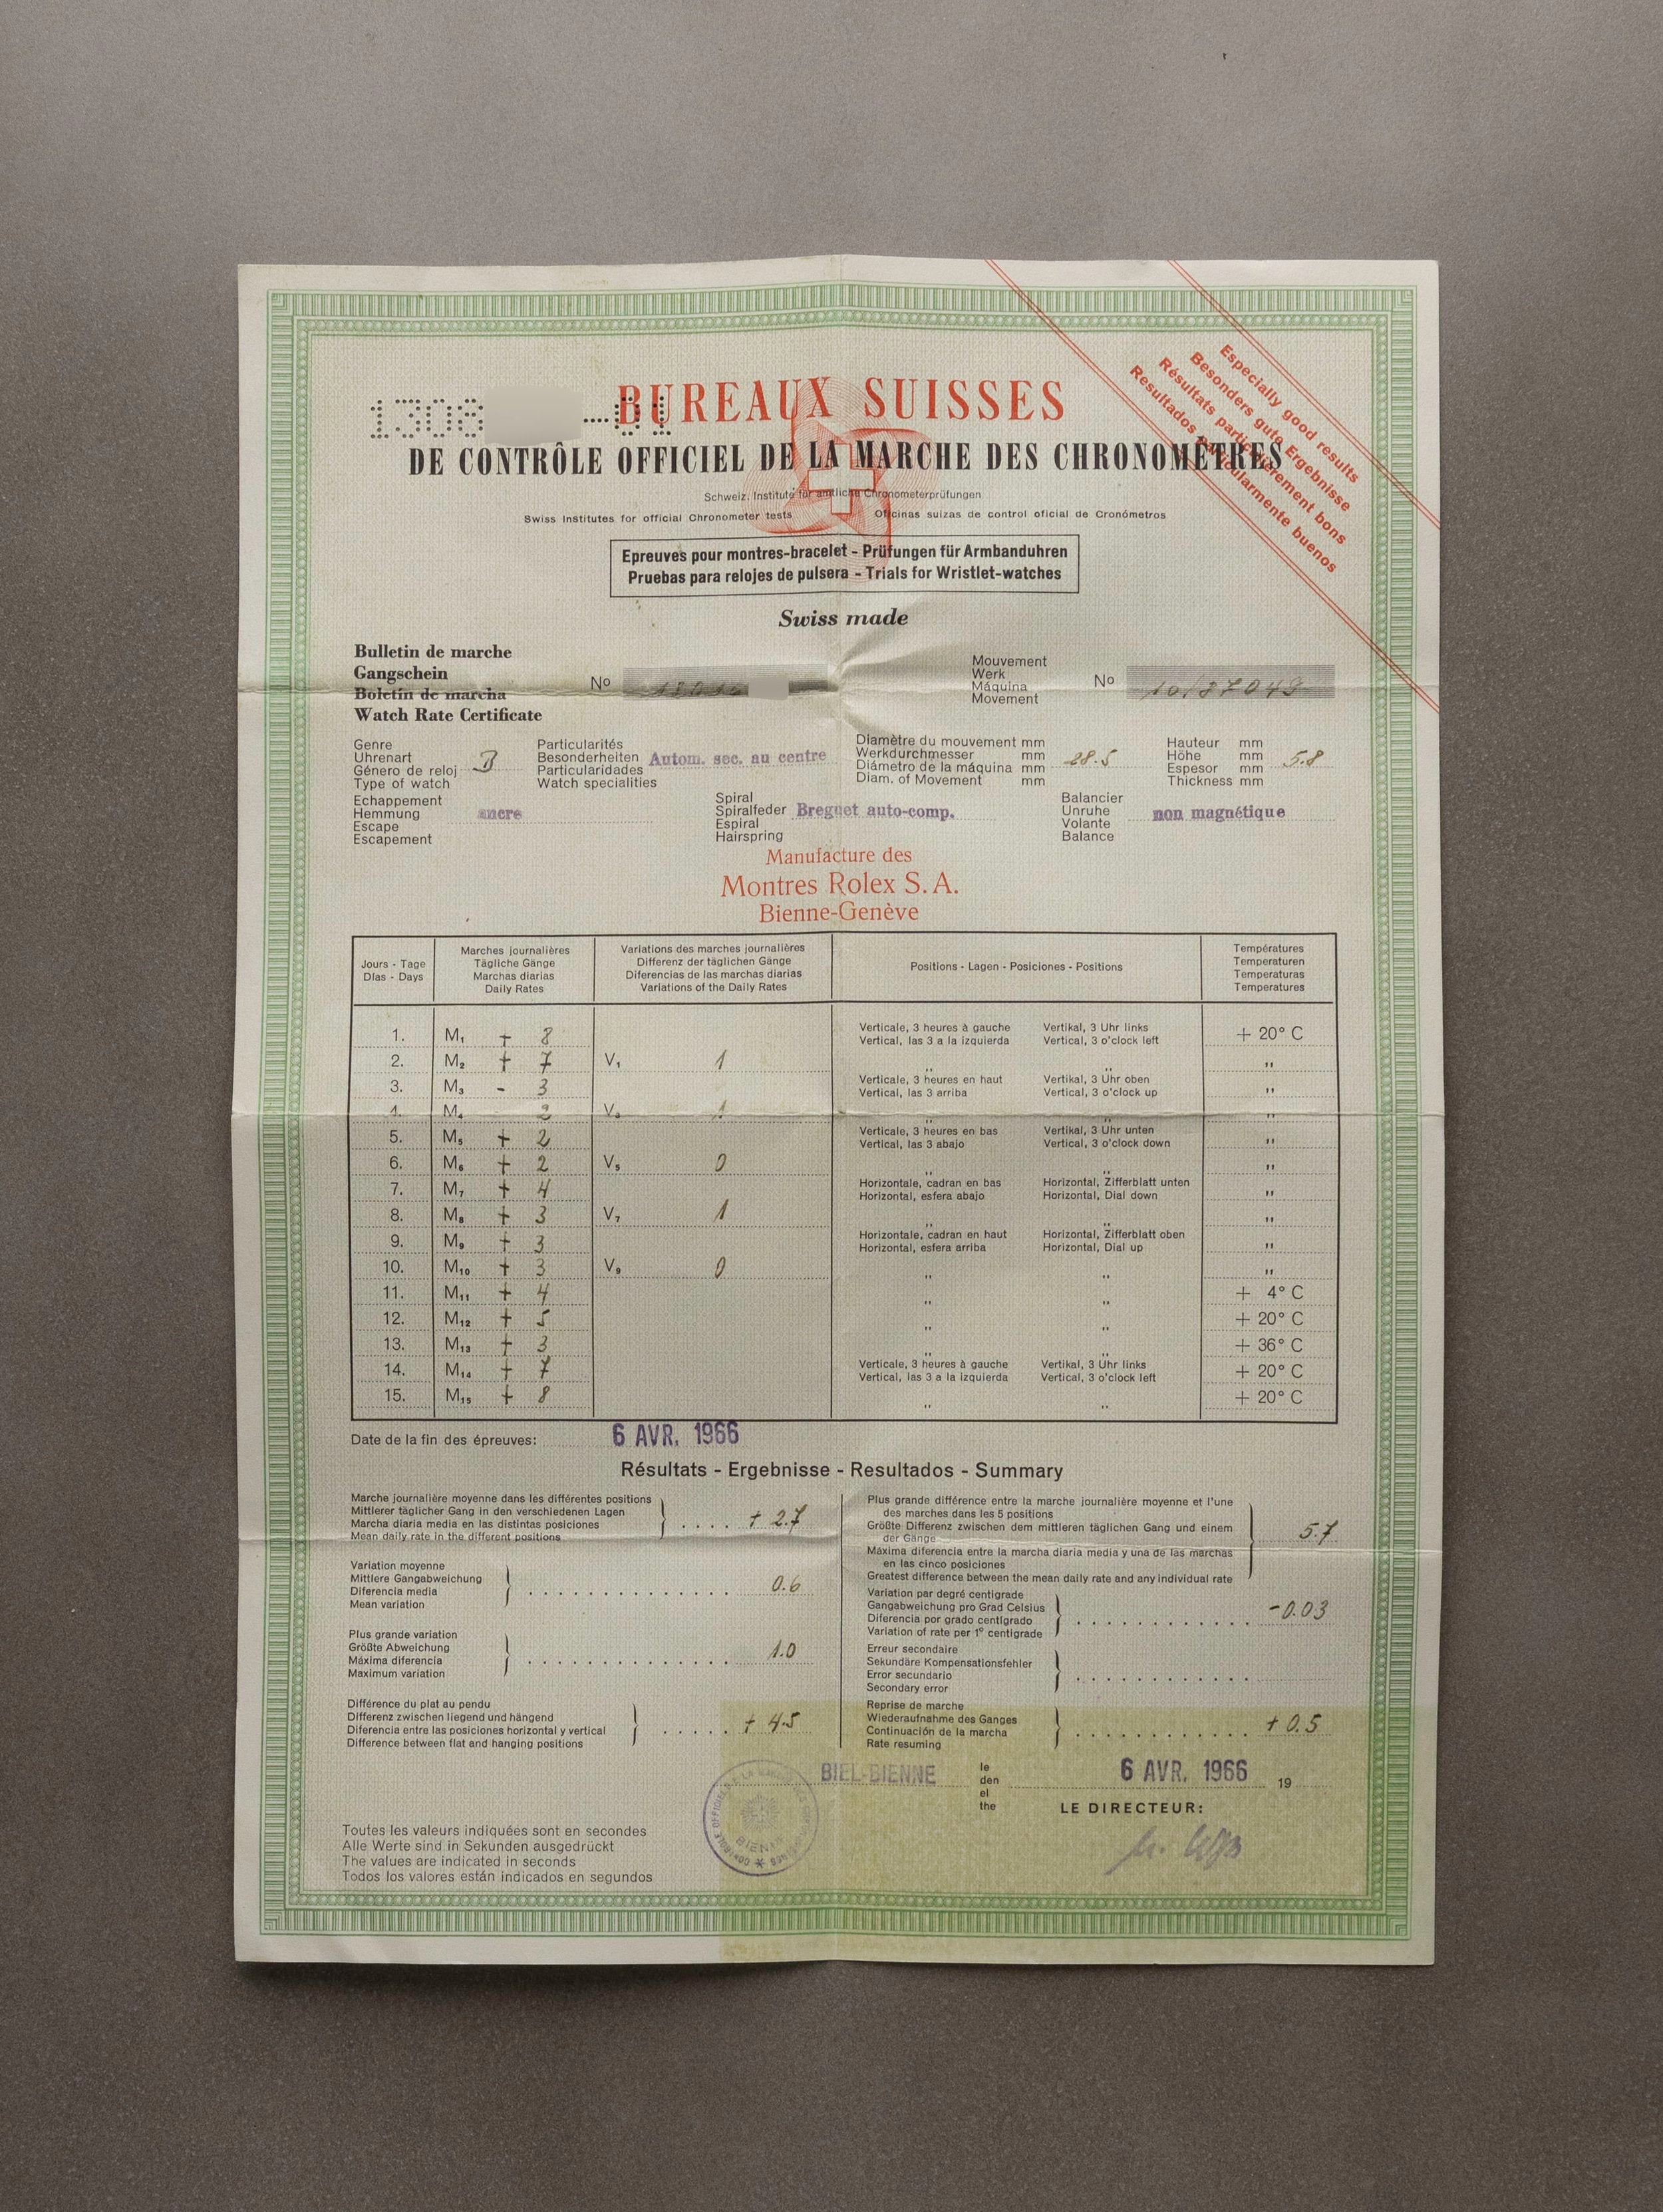 1308 —01
BUREAUX SUISSES
DE CONTRÔLE OFFICIEL DE LA MARCHE DES CHRONOMÈTRES
Schweiz. Institute für amtliche Chronometerprüfungen
Swiss Institutes for official Chronometer tests Oficinas suizas de control oficial de Cronómetros
Especially good results
Besonders gute Ergebnisse
Résultats particulièrement bons
Resultados particularmente buenos
Epreuves pour montres-bracelet – Prüfungen für Armbanduhren
Pruebas para relojes de pulsera – Trials for Wristlet-watches
Swiss made
Bulletin de marche
Gangschein
Boletín de marcha
Watch Rate Certificate
No
Mouvement
Werk
Máquina
Movement
No 10/87049
Genre
Uhrenart
Género de reloj
Type of watch
B
Particularités
Besonderheiten
Particularidades
Watch specialities
Autom. sec. au centre
Diamètre du mouvement mm
Werkdurchmesser mm
Diámetro de la máquina mm
Diam. of Movement mm
28.5
Hauteur mm
Höhe mm
Espesor mm
Thickness mm
5.8
Echappement
Hemmung
Escape
Escapement
ancre
Spiral
Spiralfeder
Espiral
Hairspring
Breguet auto-comp.
Balancier
Unruhe
Volante
Balance
non magnétique
Manufacture des
Montres Rolex S. A.
Bienne-Genève
Jours - Tage
Días - Days
Marches journalières
Tägliche Gänge
Marchas diarias
Daily Rates
Variations des marches journalières
Differenz der täglichen Gänge
Diferencias de las marchas diarias
Variations of the Daily Rates
Positions - Lagen - Posiciones - Positions
Températures
Temperaturen
Temperaturas
Temperatures
1. M1 + 8 Verticale, 3 heures à gauche Vertikal, 3 Uhr links + 20° C
Vertical, las 3 a la izquierda Vertical, 3 o'clock left
2. M2 + 7 V1 1 " " "
3. M3 - 3 Verticale, 3 heures en haut Vertikal, 3 Uhr oben "
Vertical, las 3 arriba Vertical, 3 o'clock up
4. M4 2 V3 1 " " "
5. M5 + 2 Verticale, 3 heures en bas Vertikal, 3 Uhr unten "
Vertical, las 3 abajo Vertical, 3 o'clock down
6. M6 + 2 V5 0 " " "
7. M7 + 4 Horizontale, cadran en bas Horizontal, Zifferblatt unten "
Horizontal, esfera abajo Horizontal, Dial down
8. M8 + 3 V7 1 " " "
9. M9 + 3 Horizontale, cadran en haut Horizontal, Zifferblatt oben "
Horizontal, esfera arriba Horizontal, Dial up
10. M10 + 3 V9 0 " " "
11. M11 + 4 " " + 4° C
12. M12 + 5 " " + 20° C
13. M13 + 3 " " + 36° C
14. M14 + 7 Verticale, 3 heures à gauche Vertikal, 3 Uhr links + 20° C
Vertical, las 3 a la izquierda Vertical, 3 o'clock left
15. M15 + 8 " " + 20° C
Date de la fin des épreuves: 6 AVR. 1966
Résultats - Ergebnisse - Resultados - Summary
Marche journalière moyenne dans les différentes positions
Mittlerer täglicher Gang in den verschiedenen Lagen
Marcha diaria media en las distintas posiciones
Mean daily rate in the different positions
+ 2.7
Variation moyenne
Mittlere Gangabweichung
Diferencia media
Mean variation
0.6
Plus grande variation
Größte Abweichung
Máxima diferencia
Maximum variation
1.0
Différence du plat au pendu
Differenz zwischen liegend und hängend
Diferencia entre las posiciones horizontal y vertical
Difference between flat and hanging positions
+ 4.5
Plus grande différence entre la marche journalière moyenne et l'une
des marches dans les 5 positions
Größte Differenz zwischen dem mittleren täglichen Gang und einem
der Gänge
Máxima diferencia entre la marcha diaria media y una de las marchas
en las cinco posiciones
Greatest difference between the mean daily rate and any individual rate
5.7
Variation par degré centigrade
Gangabweichung pro Grad Celsius
Diferencia por grado centígrado
Variation of rate per 1° centigrade
-0.03
Erreur secondaire
Sekundäre Kompensationsfehler
Error secundario
Secondary error
Reprise de marche
Wiederaufnahme des Ganges
Continuación de la marcha
Rate resuming
+ 0.5
BIEL-BIENNE
le
den
el
the
6 AVR. 1966 19
LE DIRECTEUR:
Toutes les valeurs indiquées sont en secondes
Alle Werte sind in Sekunden ausgedrückt
The values are indicated in seconds
Todos los valores están indicados en segundos